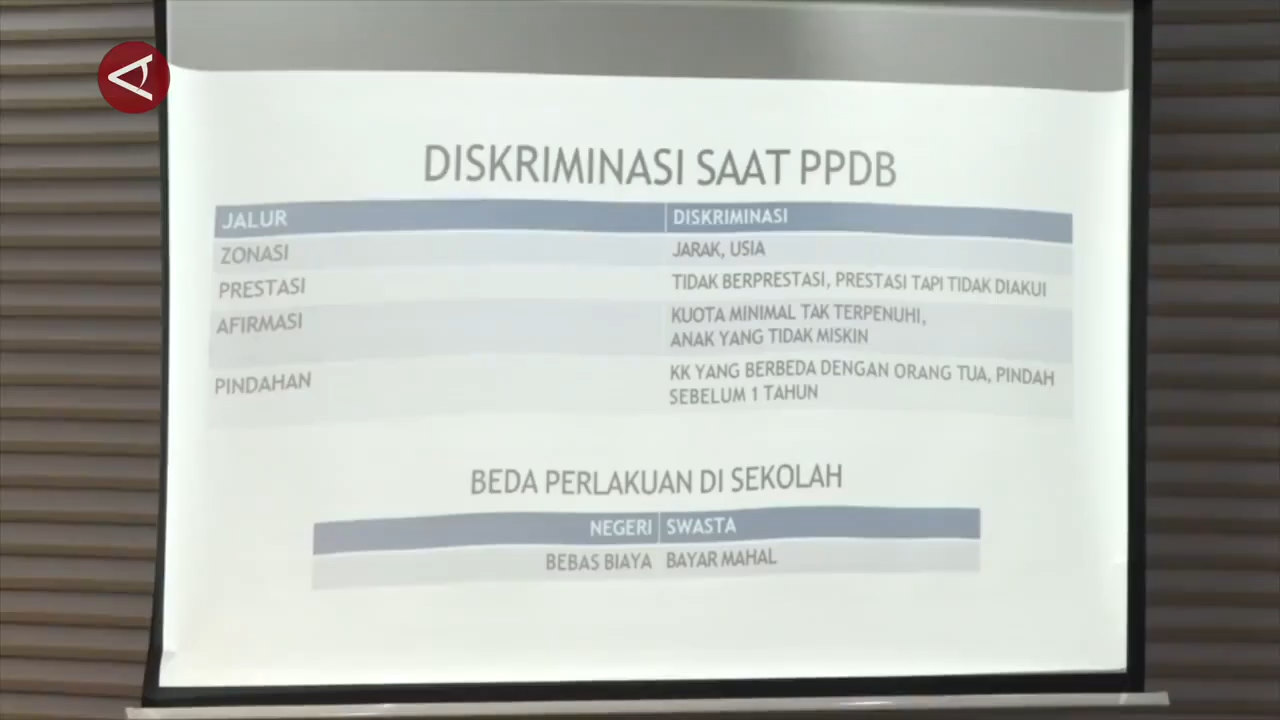 DISKRIMINASI SAAT PPDB
JALUR DISKRIMINASI
ZONASI JARAK, USIA
PRESTASI TIDAK BERPRESTASI, PRESTASI TAPI TIDAK DIAKUI
AFIRMASI KUOTA MINIMAL TAK TERPENUHI,
ANAK YANG TIDAK MISKIN
PINDAHAN KK YANG BERBEDA DENGAN ORANG TUA, PINDAH
SEBELUM 1 TAHUN
BEDA PERLAKUAN DI SEKOLAH
NEGERI SWASTA
BEBAS BIAYA BAYAR MAHAL